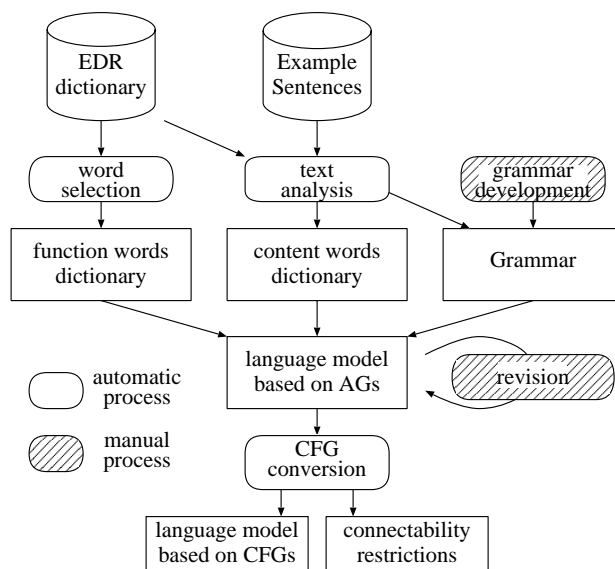 EDR
dictionary
Example
Sentences
word
selection
text
analysis
grammar
development
function words
dictionary
content words
dictionary
Grammar
language model
based on AGs
revision
automatic
process
manual
process
CFG
conversion
language model
based on CFGs
connectability
restrictions